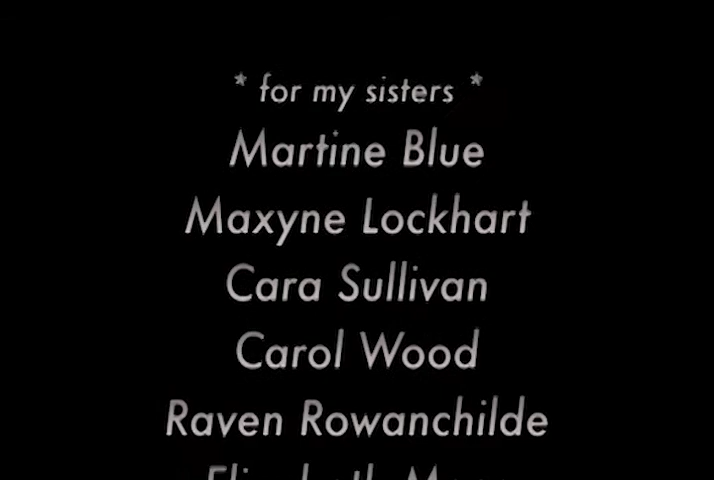 * for my sisters *
Martine Blue
Maxyne Lockhart
Cara Sullivan
Carol Wood
Raven Rowanchilde